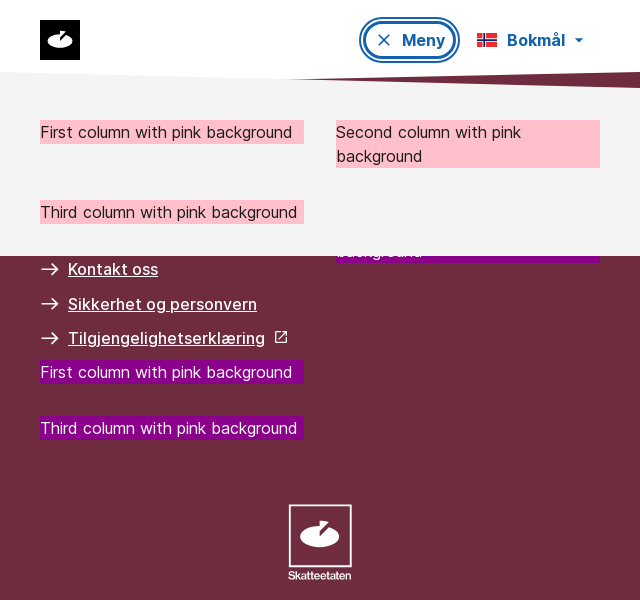 Meny
Bokmål
First column with pink background
Second column with pink
background
Third column with pink background
background
Kontakt oss
Sikkerhet og personvern
Tilgjengelighetserklæring
First column with pink background
Third column with pink background
Skatteetaten